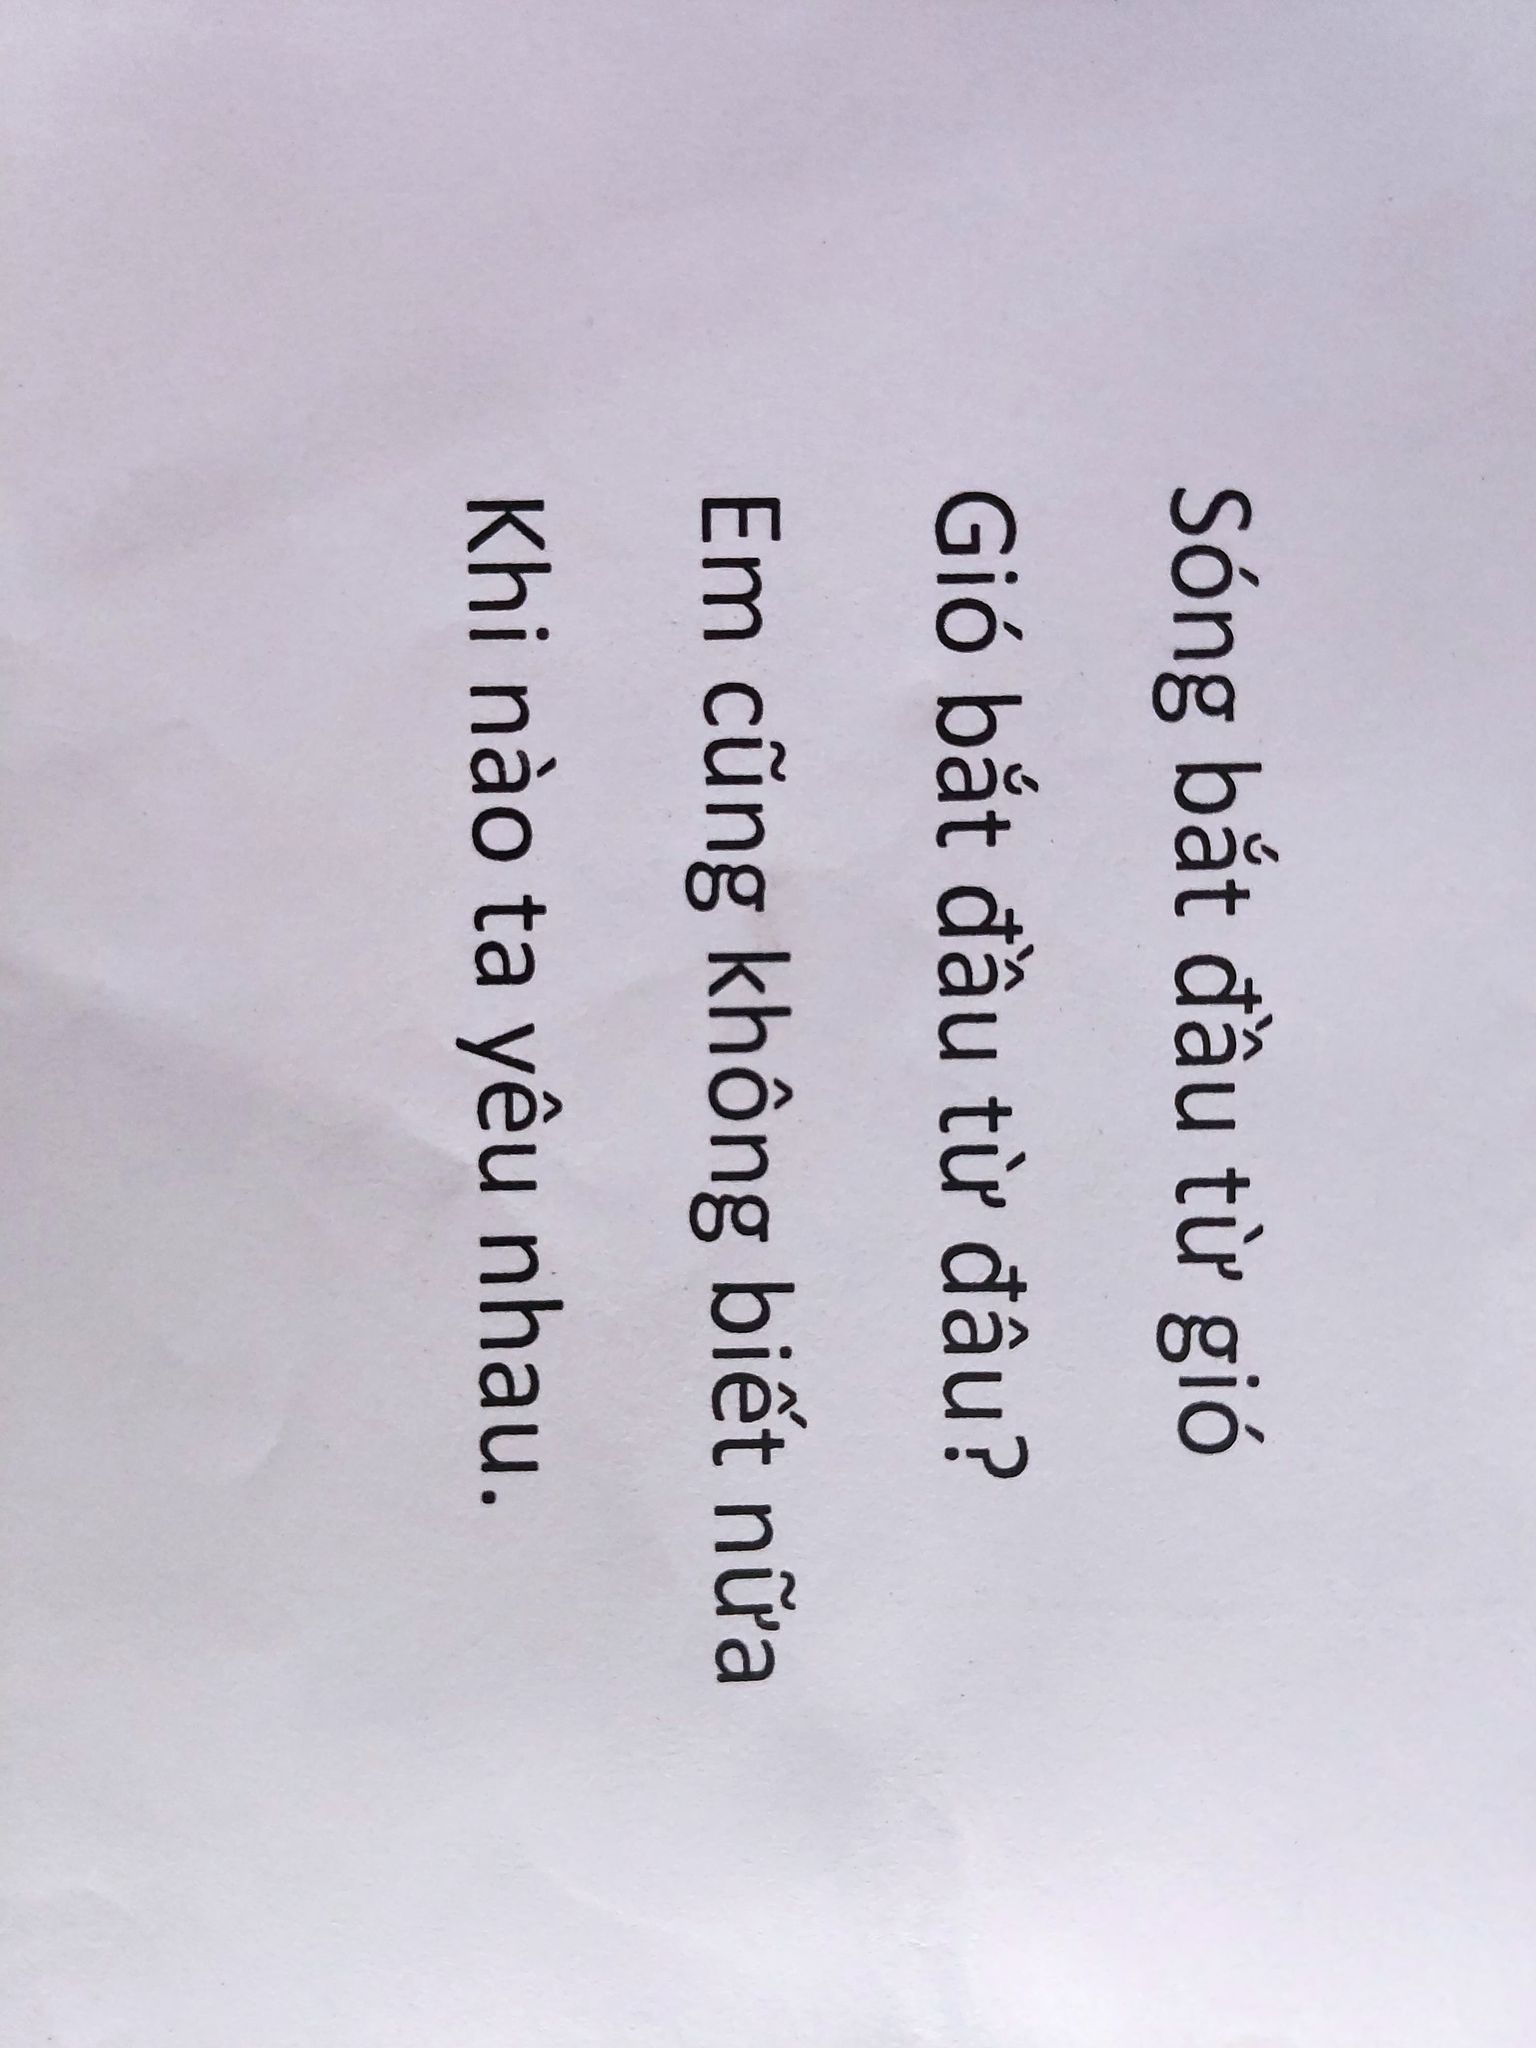 Sóng bắt đầu từ gió
Gió bắt đầu từ đâu?
Em cũng không biết nữa
Khi nào ta yêu nhau.